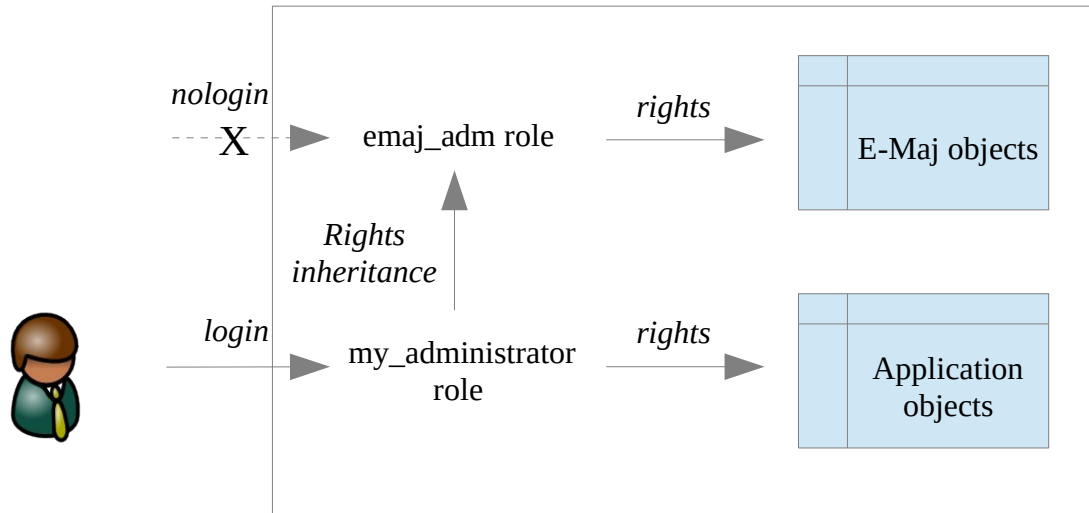 nologin
X
emaj_adm role
rights
E-Maj objects
Rights
inheritance
login
my_administrator
role
rights
Application
objects